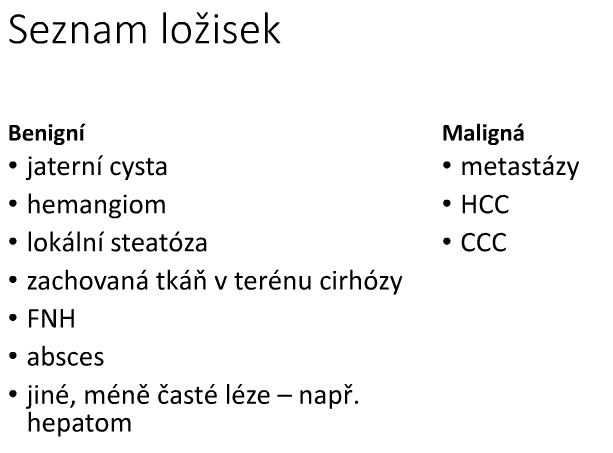 Seznam ložisek
Benigní
• jaterní cysta
• hemangiom
• lokální steatóza
• zachovaná tkáň v terénu cirhózy
• FNH
• absces
• jiné, méně časté léze – např.
hepatom
Maligná
• metastázy
• HCC
• CCC